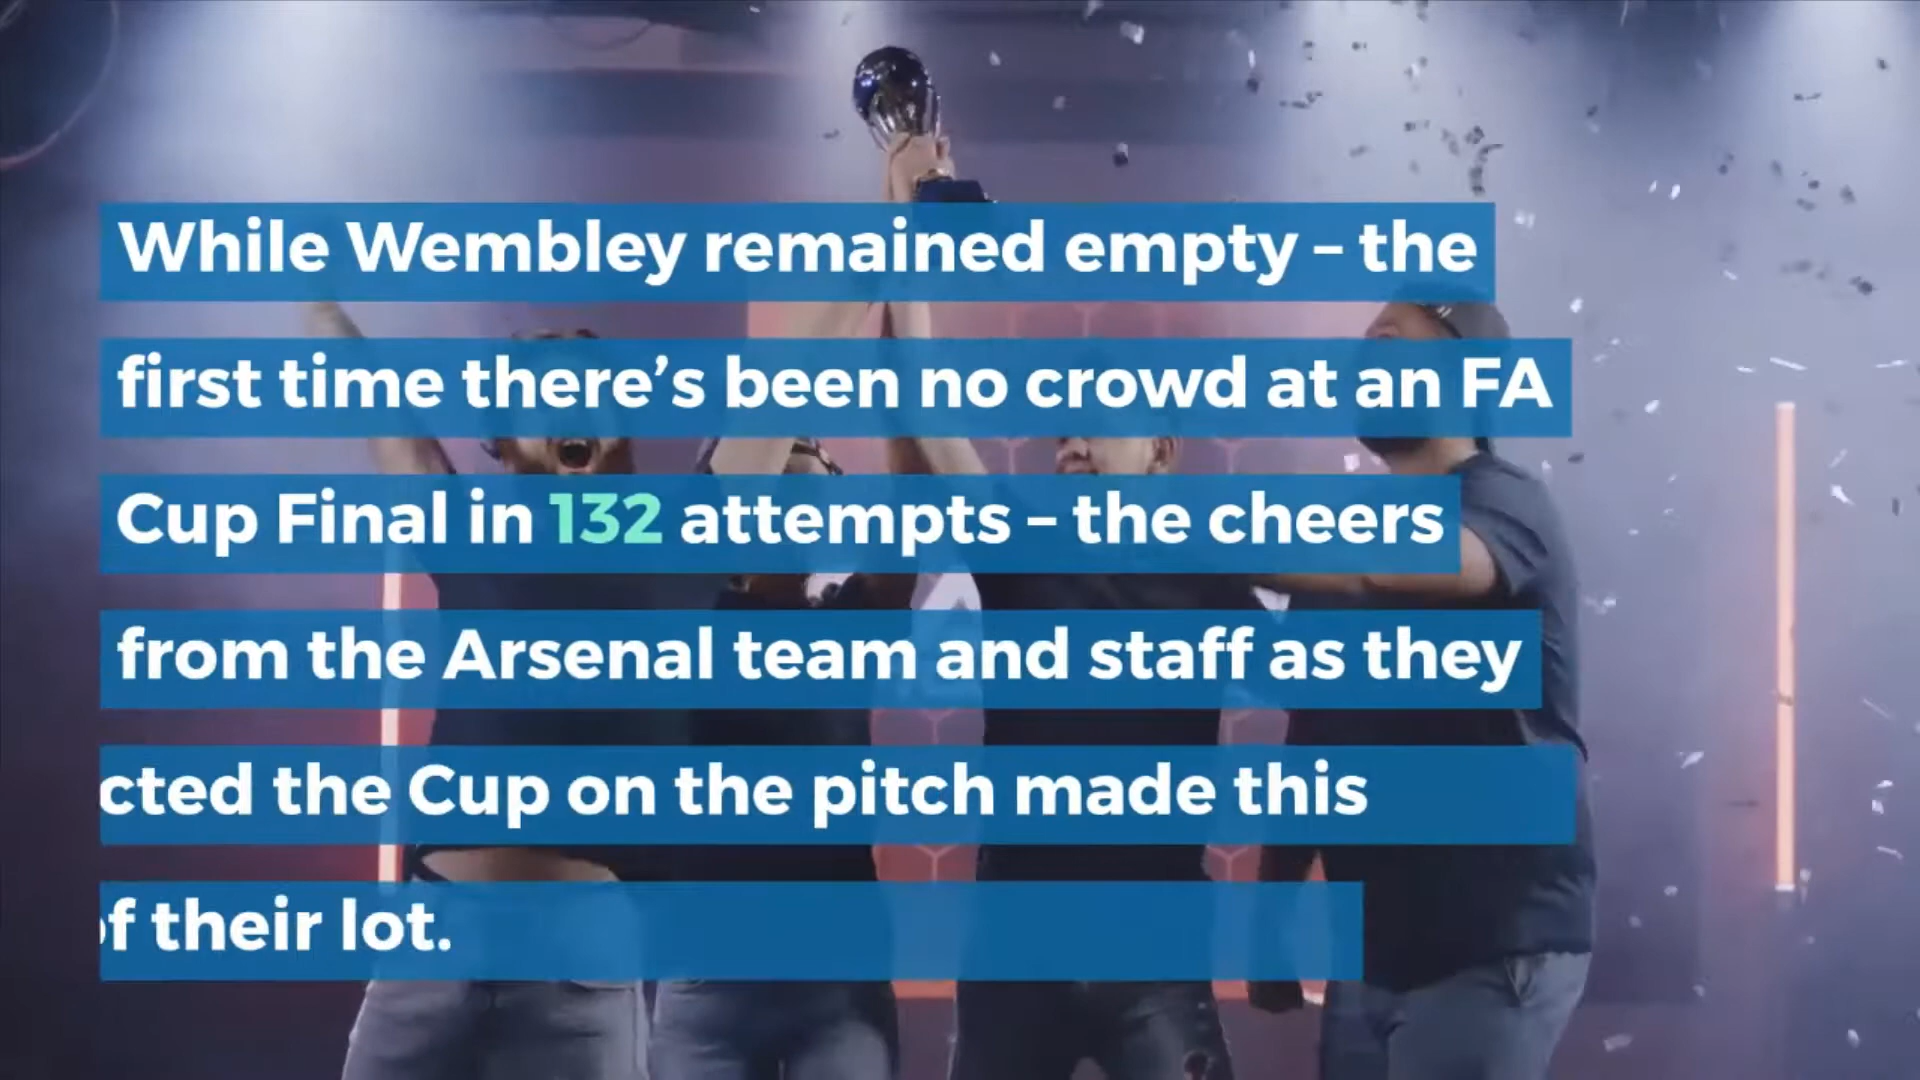 While Wembley remained empty – the
first time there’s been no crowd at an FA
Cup Final in 132 attempts – the cheers
from the Arsenal team and staff as they
cted the Cup on the pitch made this
f their lot.